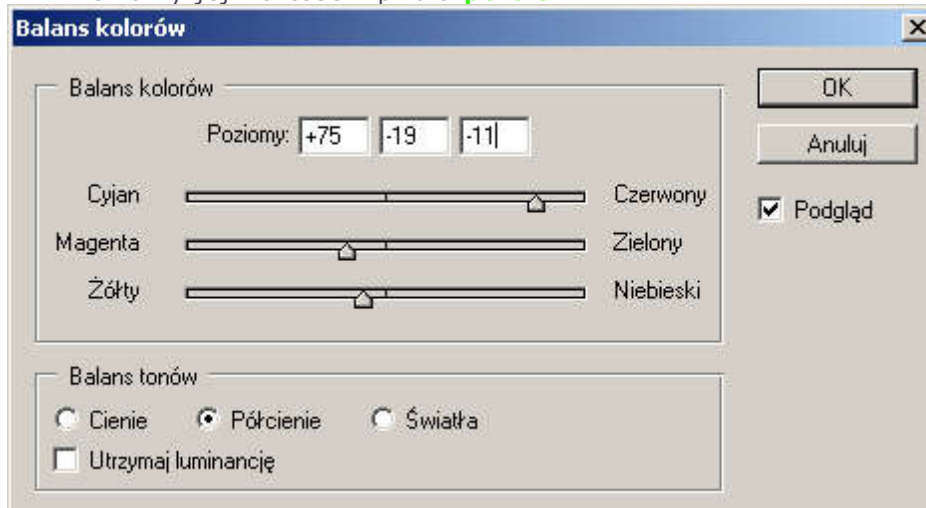 Balans kolorów
Balans kolorów
Poziomy: +75 -19 -11
Cyjan Czerwony
Magenta Zielony
Żółty Niebieski
Balans tonów
Cienie Półcienie Światła
Utrzymaj luminancję
OK
Anuluj
Podgląd